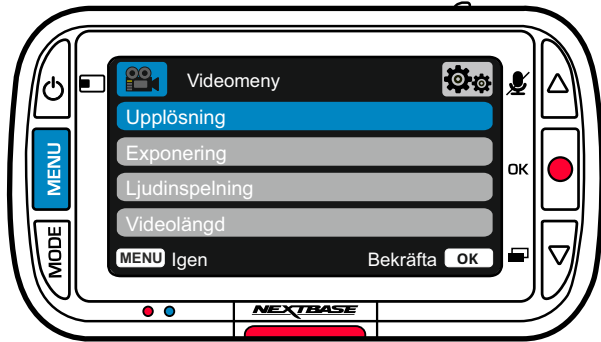 Videomeny
Upplösning
Exponering
Ljudinspelning
Videolängd
MENU Igen Bekräfta OK
MENU
MODE
OK
NEXTBASE